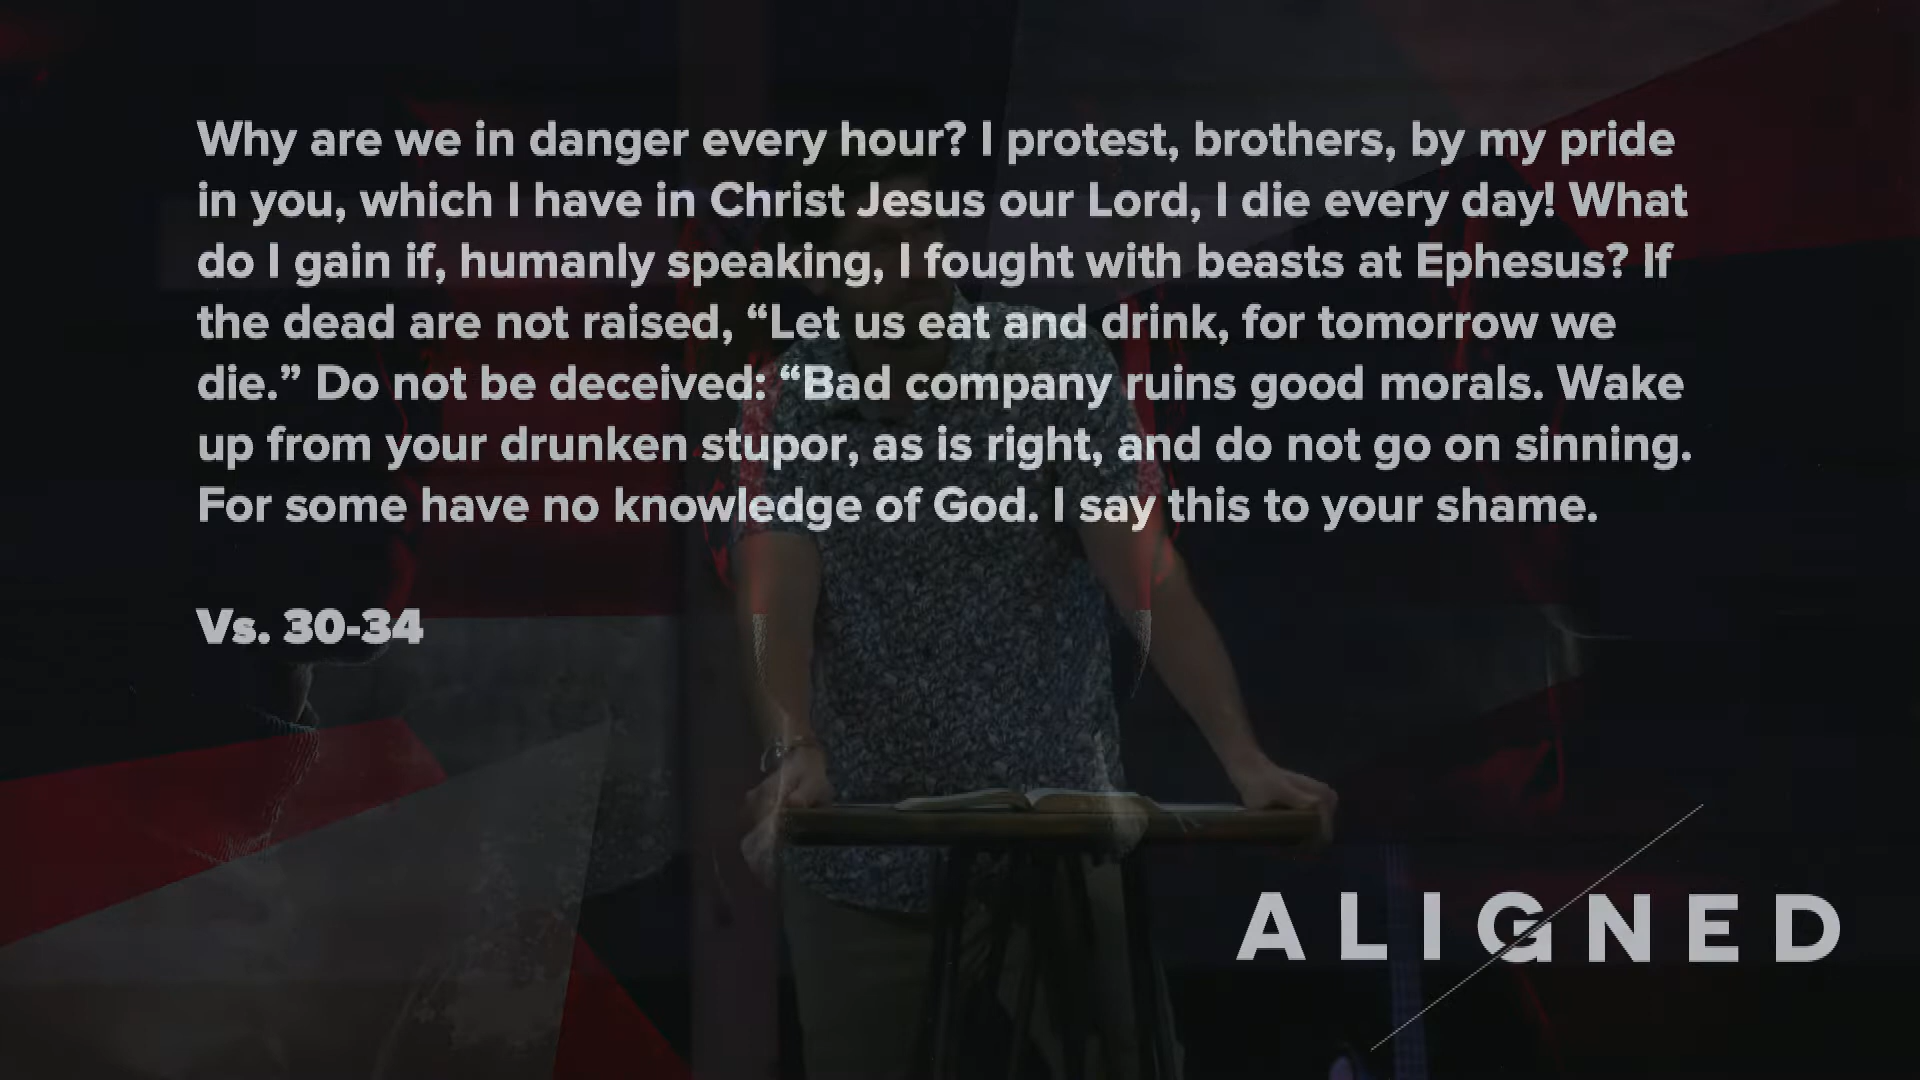 Why are we in danger every hour? I protest, brothers, by my pride
in you, which I have in Christ Jesus our Lord, I die every day! What
do I gain if, humanly speaking, I fought with beasts at Ephesus? If
the dead are not raised, “Let us eat and drink, for tomorrow we
die.” Do not be deceived: “Bad company ruins good morals. Wake
up from your drunken stupor, as is right, and do not go on sinning.
For some have no knowledge of God. I say this to your shame.
Vs. 30-34
ALIGNED